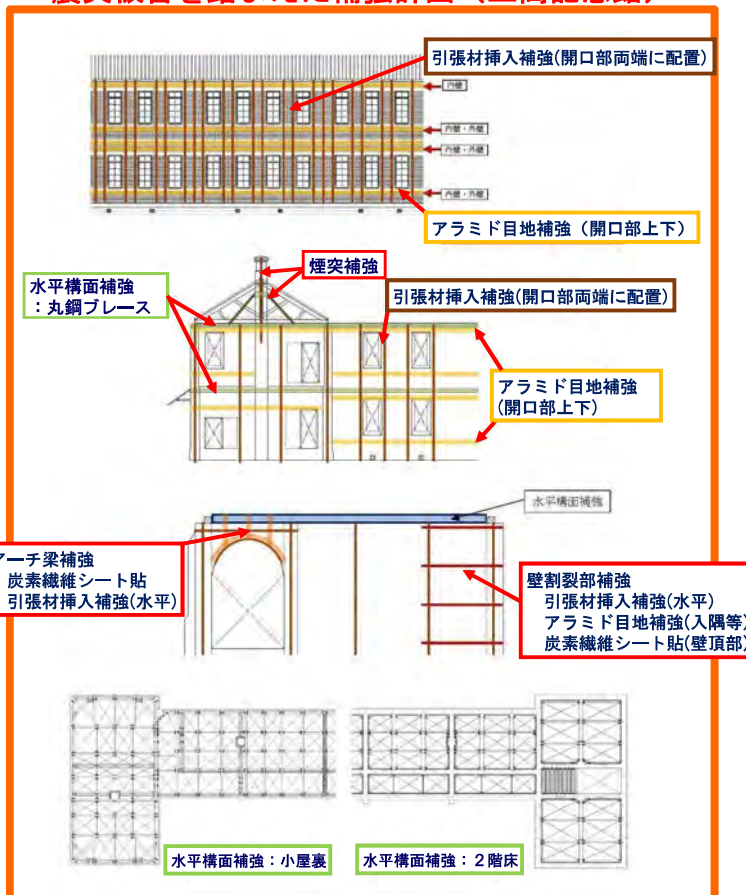 引張材挿入補強(開口部両端に配置)
内壁
内壁・外壁
内壁・外壁
内壁・外壁
アラミド目地補強（開口部上下）
水平構面補強
：丸鋼ブレース
煙突補強
引張材挿入補強(開口部両端に配置)
アラミド目地補強
(開口部上下)
水平構面補強
アーチ梁補強
炭素繊維シート貼
引張材挿入補強(水平)
壁割裂部補強
引張材挿入補強(水平)
アラミド目地補強(入隅等)
炭素繊維シート貼(壁頂部)
水平構面補強：小屋裏
水平構面補強：２階床